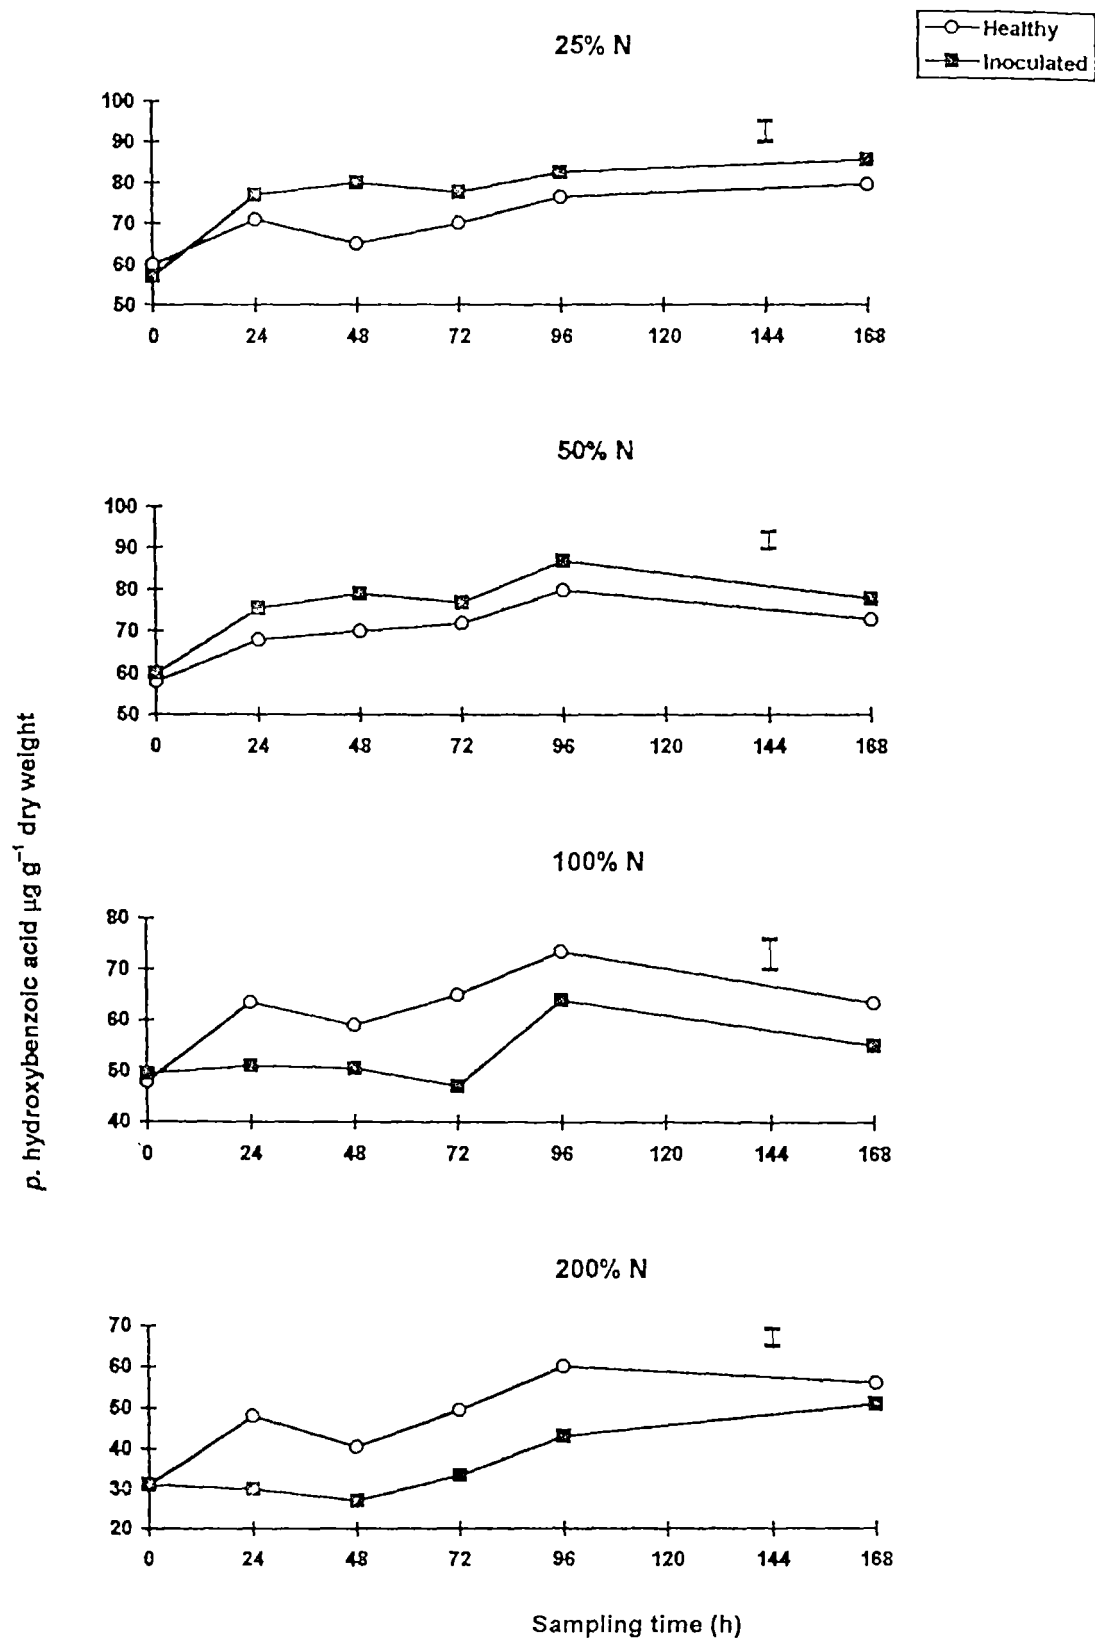 Healthy
Inoculated
25% N
100
90
80
70
60
50
0 24 48 72 96 120 144 168
50% N
100
90
80
70
60
50
0 24 48 72 96 120 144 168
p. hydroxybenzoic acid µg g⁻¹ dry weight
100% N
80
70
60
50
40
0 24 48 72 96 120 144 168
200% N
70
60
50
40
30
20
0 24 48 72 96 120 144 168
Sampling time (h)